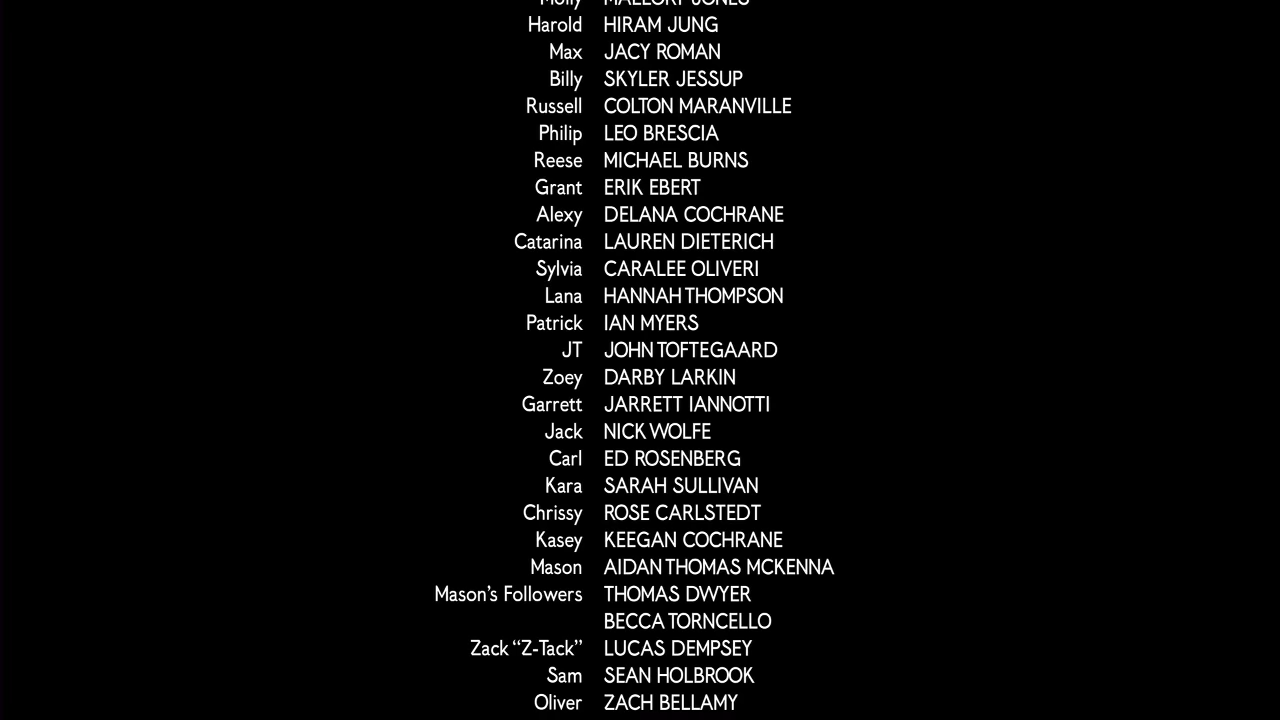 Molly MALLORY JONES
Harold HIRAM JUNG
Max JACY ROMAN
Billy SKYLER JESSUP
Russell COLTON MARANVILLE
Philip LEO BRESCIA
Reese MICHAEL BURNS
Grant ERIK EBERT
Alexy DELANA COCHRANE
Catarina LAUREN DIETERICH
Sylvia CARALEE OLIVERI
Lana HANNAH THOMPSON
Patrick IAN MYERS
JT JOHN TOFTEGAARD
Zoey DARBY LARKIN
Garrett JARRETT IANNOTTI
Jack NICK WOLFE
Carl ED ROSENBERG
Kara SARAH SULLIVAN
Chrissy ROSE CARLSTEDT
Kasey KEEGAN COCHRANE
Mason AIDAN THOMAS MCKENNA
Mason’s Followers THOMAS DWYER
BECCA TORNCELLO
Zack “Z-Tack” LUCAS DEMPSEY
Sam SEAN HOLBROOK
Oliver ZACH BELLAMY